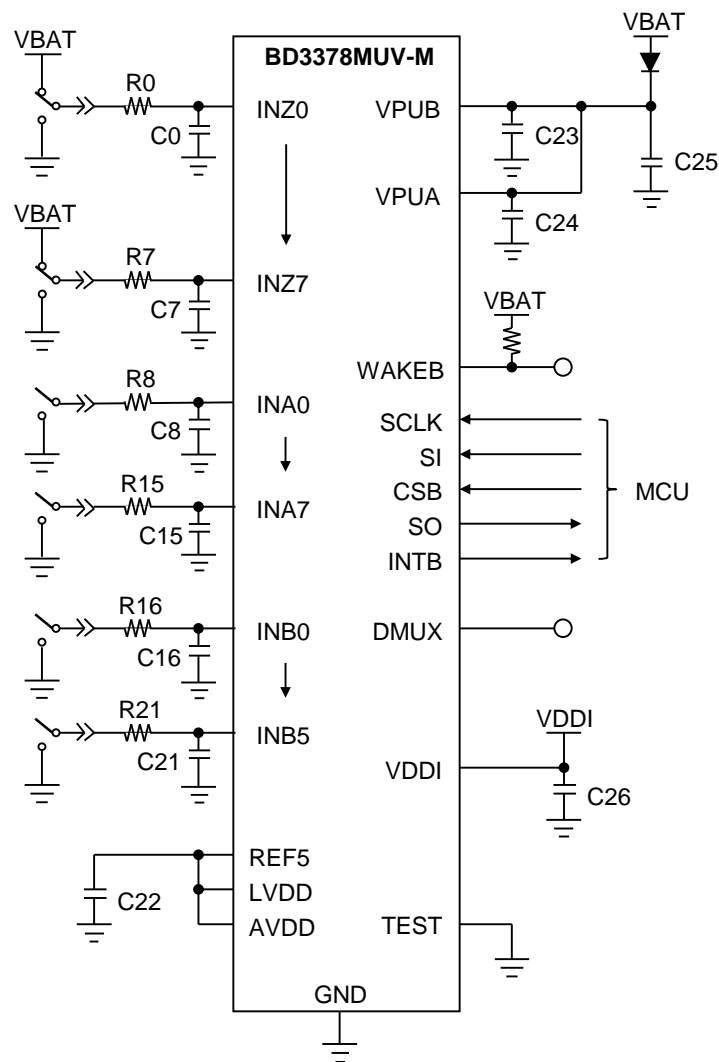 VBAT
VBAT
BD3378MUV-M
R0
INZ0
VPUB
C0
C23
C25
VPUA
C24
VBAT
R7
INZ7
C7
VBAT
R8
INA0
WAKEB
C8
SCLK
SI
R15
INA7
CSB
MCU
C15
SO
INTB
R16
INB0
DMUX
C16
R21
INB5
VDDI
C21
VDDI
C26
REF5
C22
LVDD
AVDD
TEST
GND